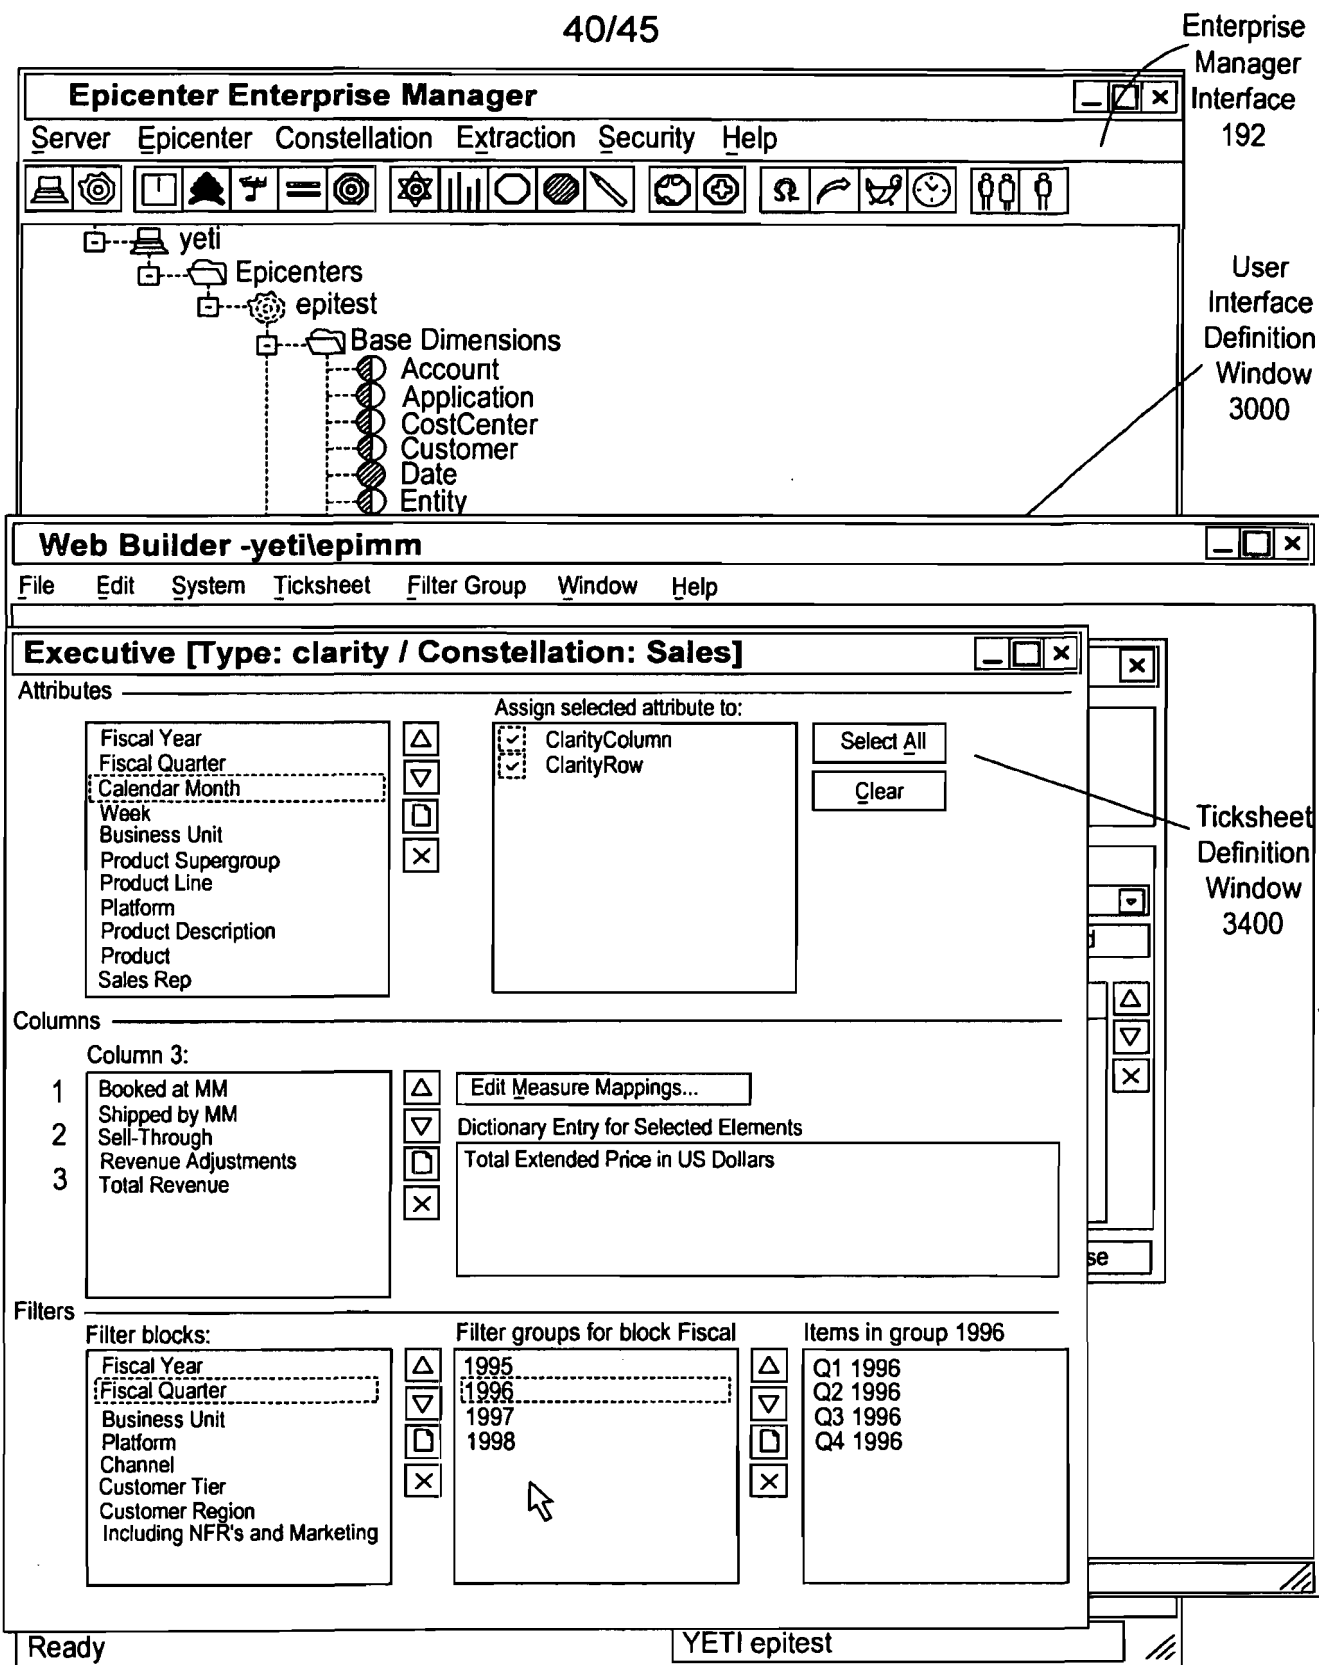 40/45
Enterprise
Manager
Interface
192
Epicenter Enterprise Manager
Server Epicenter Constellation Extraction Security Help
yeti
Epicenters
epitest
Base Dimensions
Account
Application
CostCenter
Customer
Date
Entity
User
Interface
Definition
Window
3000
Web Builder -yeti\epimm
File Edit System Ticksheet Filter Group Window Help
Executive [Type: clarity / Constellation: Sales]
Attributes
Fiscal Year
Fiscal Quarter
Calendar Month
Week
Business Unit
Product Supergroup
Product Line
Platform
Product Description
Product
Sales Rep
Assign selected attribute to:
ClarityColumn
ClarityRow
Select All
Clear
Ticksheet
Definition
Window
3400
Columns
Column 3:
1
2
3
Booked at MM
Shipped by MM
Sell-Through
Revenue Adjustments
Total Revenue
Edit Measure Mappings...
Dictionary Entry for Selected Elements
Total Extended Price in US Dollars
se
Filters
Filter blocks:
Fiscal Year
Fiscal Quarter
Business Unit
Platform
Channel
Customer Tier
Customer Region
Including NFR's and Marketing
Filter groups for block Fiscal
1995
1996
1997
1998
Items in group 1996
Q1 1996
Q2 1996
Q3 1996
Q4 1996
Ready
YETI epitest